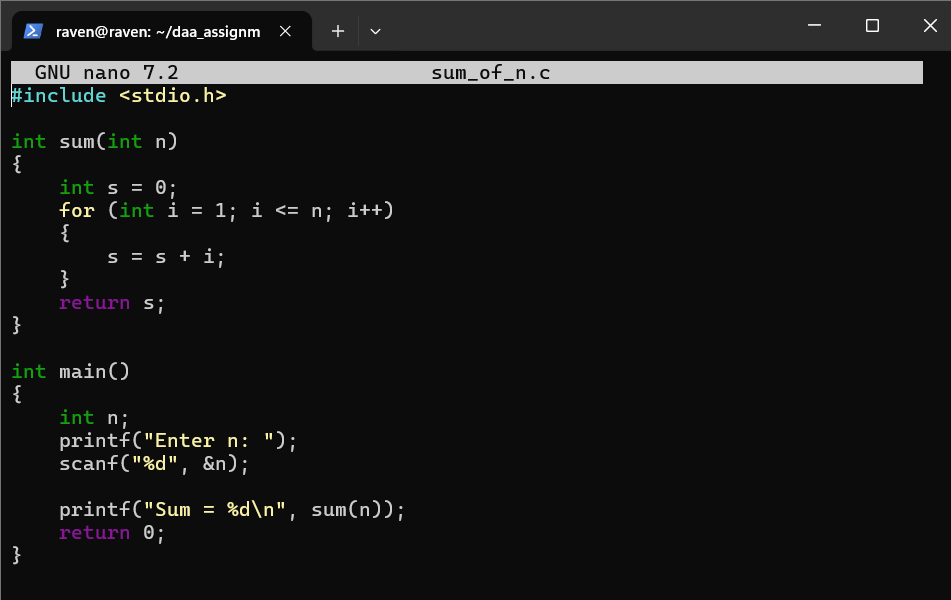 raven@raven: ~/daa_assignm
GNU nano 7.2 sum_of_n.c
#include <stdio.h>

int sum(int n)
{
    int s = 0;
    for (int i = 1; i <= n; i++)
    {
        s = s + i;
    }
    return s;
}

int main()
{
    int n;
    printf("Enter n: ");
    scanf("%d", &n);

    printf("Sum = %d\n", sum(n));
    return 0;
}